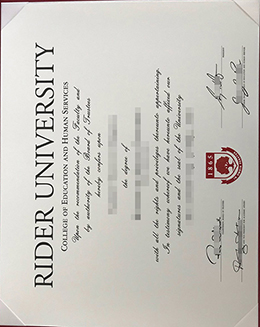 RIDER UNIVERSITY
COLLEGE OF EDUCATION AND HUMAN SERVICES
Upon the recommendation of the Faculty and
by authority of the Board of Trustees
hereby confers upon
the degree of
with all the rights and privileges thereunto appertaining
In testimony whereof we have hereunto affixed our
signatures and the seal of the University
1865